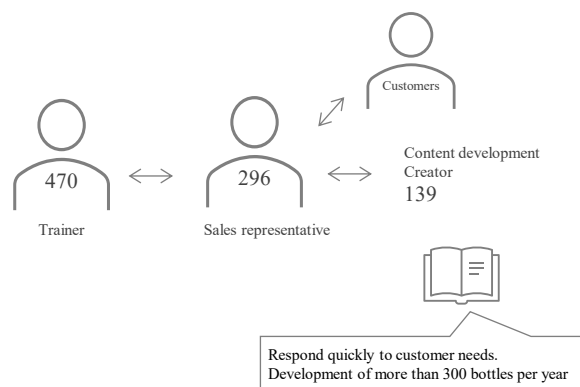 Customers
470
296
Content development
Creator
139
Trainer
Sales representative
Respond quickly to customer needs.
Development of more than 300 bottles per year